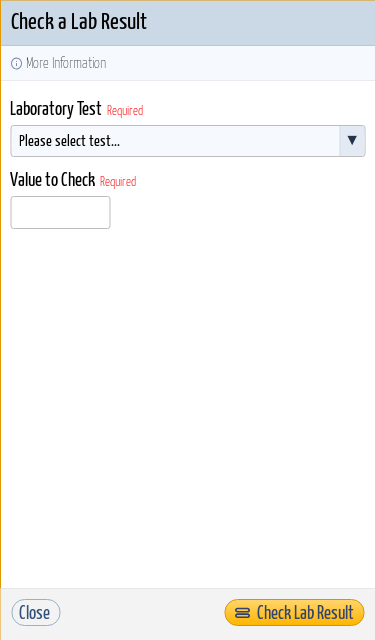 Check a Lab Result
More Information
Laboratory Test Required
Please select test...
Value to Check Required
Close
Check Lab Result